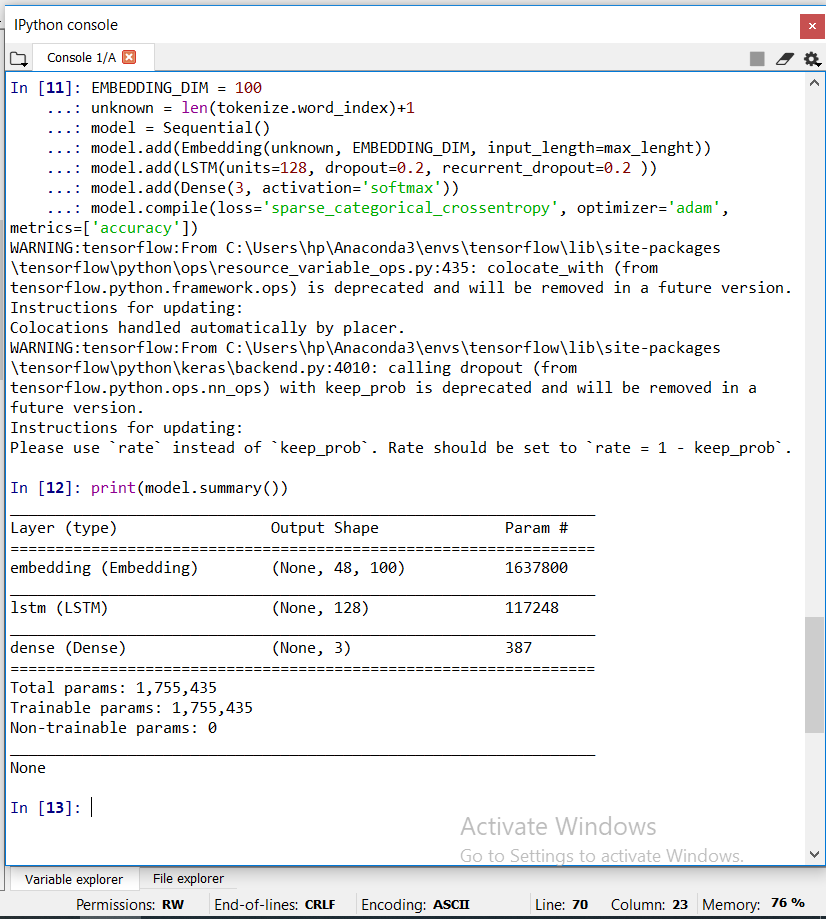 IPython console
Console 1/A
In [11]: EMBEDDING_DIM = 100
...: unknown = len(tokenize.word_index)+1
...: model = Sequential()
...: model.add(Embedding(unknown, EMBEDDING_DIM, input_length=max_lenght))
...: model.add(LSTM(units=128, dropout=0.2, recurrent_dropout=0.2 ))
...: model.add(Dense(3, activation='softmax'))
...: model.compile(loss='sparse_categorical_crossentropy', optimizer='adam',
metrics=['accuracy'])
WARNING:tensorflow:From C:\Users\hp\Anaconda3\envs\tensorflow\lib\site-packages
\tensorflow\python\ops\resource_variable_ops.py:435: colocate_with (from
tensorflow.python.framework.ops) is deprecated and will be removed in a future version.
Instructions for updating:
Colocations handled automatically by placer.
WARNING:tensorflow:From C:\Users\hp\Anaconda3\envs\tensorflow\lib\site-packages
\tensorflow\python\keras\backend.py:4010: calling dropout (from
tensorflow.python.ops.nn_ops) with keep_prob is deprecated and will be removed in a
future version.
Instructions for updating:
Please use `rate` instead of `keep_prob`. Rate should be set to `rate = 1 - keep_prob`.
In [12]: print(model.summary())
_________________________________________________________________
Layer (type) Output Shape Param #
=================================================================
embedding (Embedding) (None, 48, 100) 1637800
_________________________________________________________________
lstm (LSTM) (None, 128) 117248
_________________________________________________________________
dense (Dense) (None, 3) 387
=================================================================
Total params: 1,755,435
Trainable params: 1,755,435
Non-trainable params: 0
_________________________________________________________________
None
In [13]:
Activate Windows
Go to Settings to activate Windows.
Variable explorer File explorer
Permissions: RW End-of-lines: CRLF Encoding: ASCII Line: 70 Column: 23 Memory: 76 %